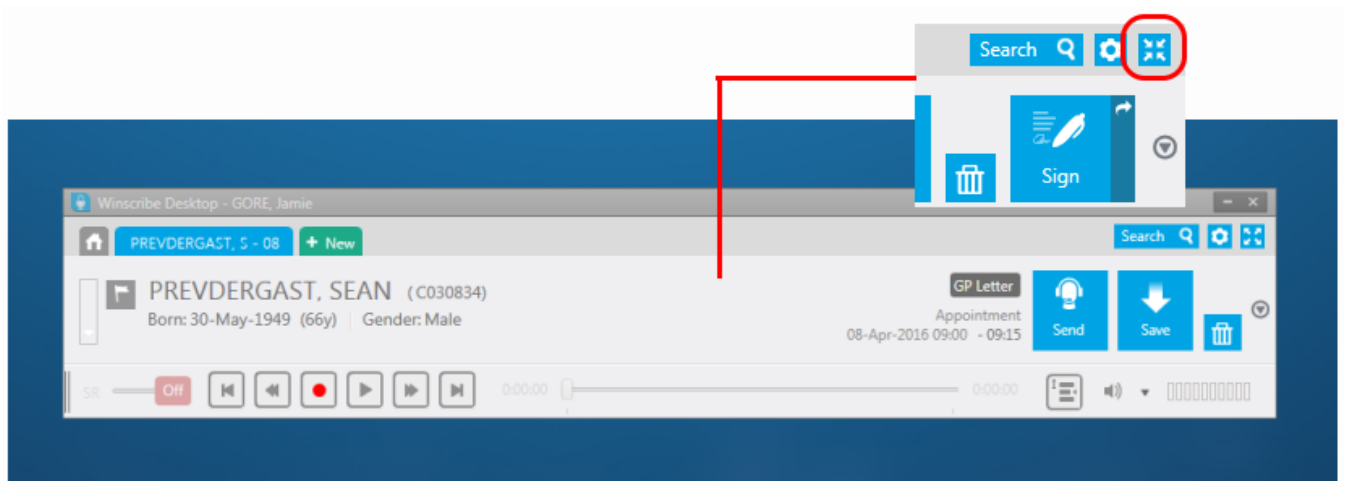 Search
Sign
Winscribe Desktop - GORE, Jamie
PREVDERGAST, S - 08
+ New
Search
PREVDERGAST, SEAN (C030834)
Born: 30-May-1949 (66y) Gender: Male
GP Letter
Appointment
08-Apr-2016 09:00 - 09:15
Send
Save
SR
Off
0:00:00
0:00:00